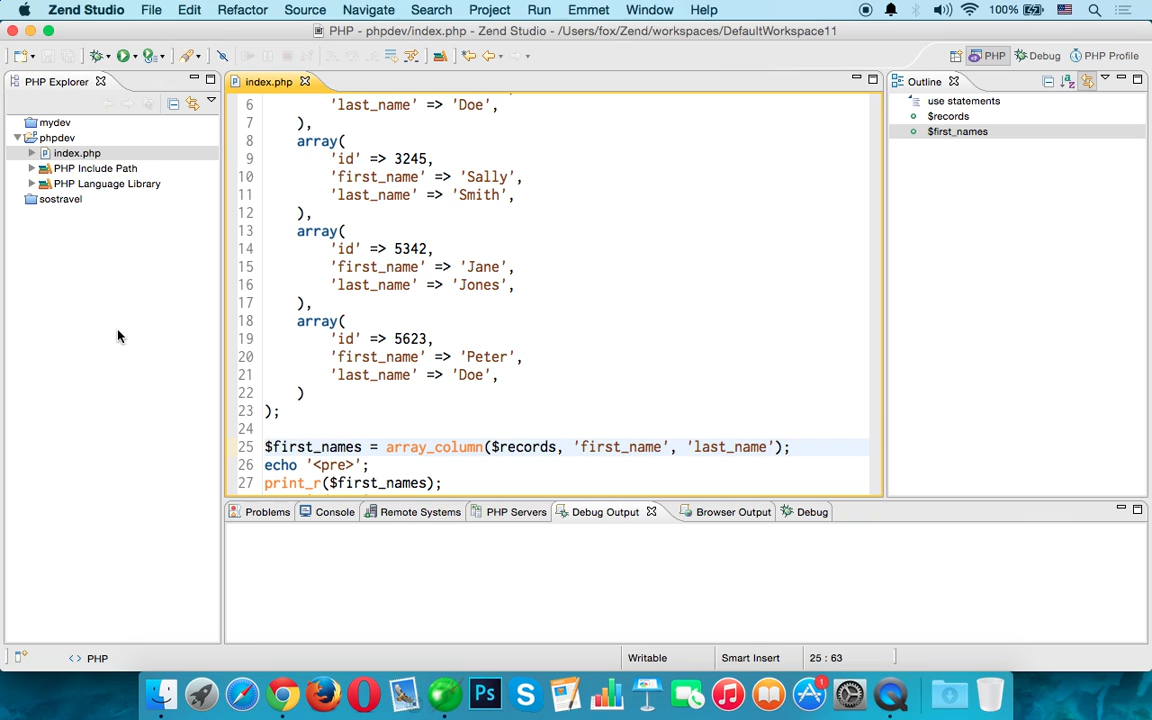 Zend Studio File Edit Refactor Source Navigate Search Project Run Emmet Window Help 100%
PHP - phpdev/index.php - Zend Studio - /Users/fox/Zend/workspaces/DefaultWorkspace11
PHP Debug PHP Profile
PHP Explorer
mydev
phpdev
index.php
PHP Include Path
PHP Language Library
sostravel
index.php
6 'last_name' => 'Doe',
7 ),
8 array(
9 'id' => 3245,
10 'first_name' => 'Sally',
11 'last_name' => 'Smith',
12 ),
13 array(
14 'id' => 5342,
15 'first_name' => 'Jane',
16 'last_name' => 'Jones',
17 ),
18 array(
19 'id' => 5623,
20 'first_name' => 'Peter',
21 'last_name' => 'Doe',
22 )
23 );
24
25 $first_names = array_column($records, 'first_name', 'last_name');
26 echo '<pre>';
27 print_r($first_names);
Outline
use statements
$records
$first_names
Problems Console Remote Systems PHP Servers Debug Output Browser Output Debug
<> PHP Writable Smart Insert 25 : 63
Ps
1